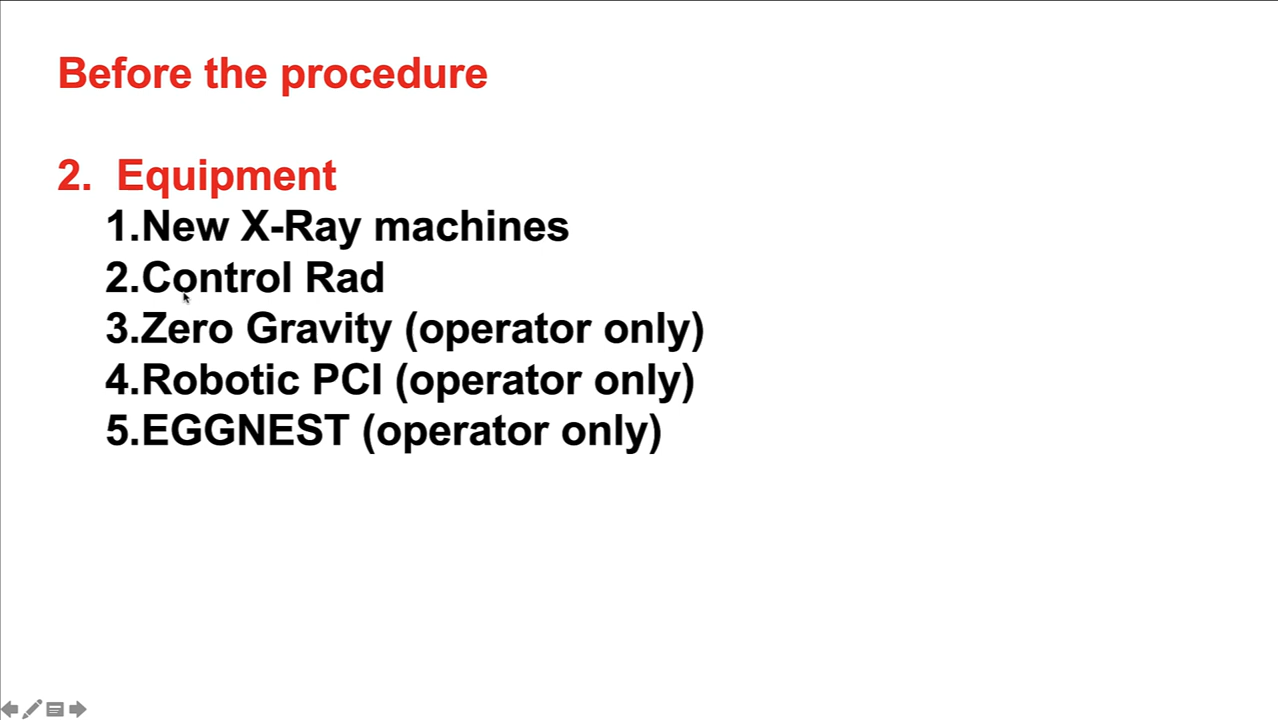 Before the procedure
2. Equipment
1.New X-Ray machines
2.Control Rad
3.Zero Gravity (operator only)
4.Robotic PCI (operator only)
5.EGGNEST (operator only)